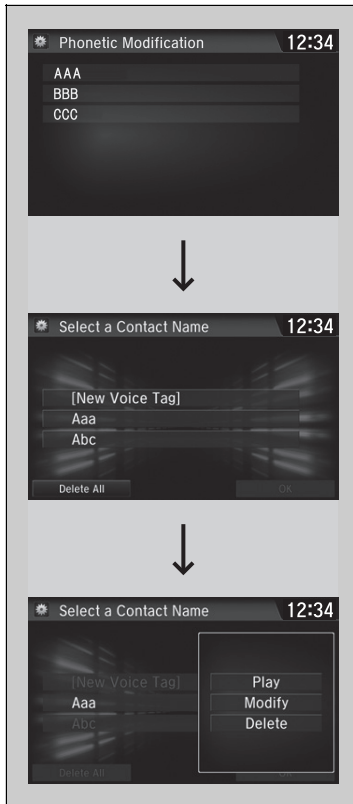 Phonetic Modification 12:34
AAA
BBB
CCC
Select a Contact Name 12:34
[New Voice Tag]
Aaa
Abc
Delete All OK
Select a Contact Name 12:34
[New Voice Tag] Play
Aaa Modify
Abc Delete
Delete All OK